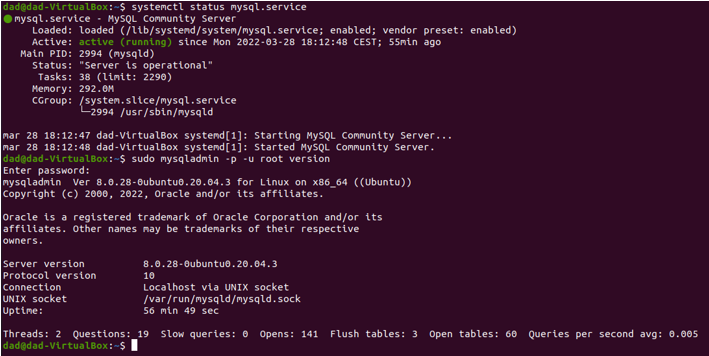 dad@dad-VirtualBox:~$ systemctl status mysql.service
● mysql.service - MySQL Community Server
     Loaded: loaded (/lib/systemd/system/mysql.service; enabled; vendor preset: enabled)
     Active: active (running) since Mon 2022-03-28 18:12:48 CEST; 55min ago
   Main PID: 2994 (mysqld)
     Status: "Server is operational"
      Tasks: 38 (limit: 2290)
     Memory: 292.0M
     CGroup: /system.slice/mysql.service
             └─2994 /usr/sbin/mysqld
mar 28 18:12:47 dad-VirtualBox systemd[1]: Starting MySQL Community Server...
mar 28 18:12:48 dad-VirtualBox systemd[1]: Started MySQL Community Server.
dad@dad-VirtualBox:~$ sudo mysqladmin -p -u root version
Enter password:
mysqladmin  Ver 8.0.28-0ubuntu0.20.04.3 for Linux on x86_64 ((Ubuntu))
Copyright (c) 2000, 2022, Oracle and/or its affiliates.
Oracle is a registered trademark of Oracle Corporation and/or its
affiliates. Other names may be trademarks of their respective
owners.
Server version          8.0.28-0ubuntu0.20.04.3
Protocol version        10
Connection              Localhost via UNIX socket
UNIX socket             /var/run/mysqld/mysqld.sock
Uptime:                 56 min 49 sec
Threads: 2  Questions: 19  Slow queries: 0  Opens: 141  Flush tables: 3  Open tables: 60  Queries per second avg: 0.005
dad@dad-VirtualBox:~$